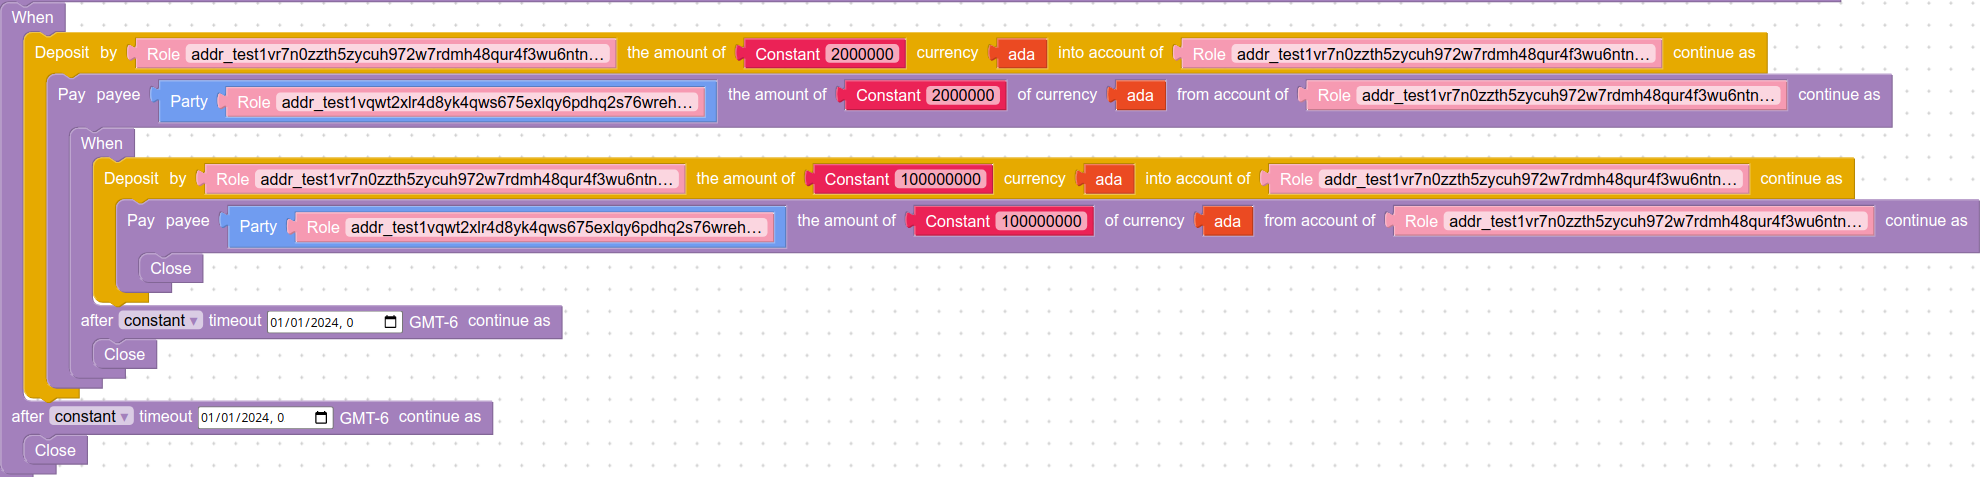 When
Deposit by Role addr_test1vr7n0zzth5zycuh972w7rdmh48qur4f3wu6ntn... the amount of Constant 2000000 currency ada into account of Role addr_test1vr7n0zzth5zycuh972w7rdmh48qur4f3wu6ntn... continue as
Pay payee Party Role addr_test1vqwt2xlr4d8yk4qws675exlqy6pdhq2s76wreh... the amount of Constant 2000000 of currency ada from account of Role addr_test1vr7n0zzth5zycuh972w7rdmh48qur4f3wu6ntn... continue as
When
Deposit by Role addr_test1vr7n0zzth5zycuh972w7rdmh48qur4f3wu6ntn... the amount of Constant 100000000 currency ada into account of Role addr_test1vr7n0zzth5zycuh972w7rdmh48qur4f3wu6ntn... continue as
Pay payee Party Role addr_test1vqwt2xlr4d8yk4qws675exlqy6pdhq2s76wreh... the amount of Constant 100000000 of currency ada from account of Role addr_test1vr7n0zzth5zycuh972w7rdmh48qur4f3wu6ntn... continue as
Close
after constant timeout 01/01/2024, 0 GMT-6 continue as
Close
after constant timeout 01/01/2024, 0 GMT-6 continue as
Close